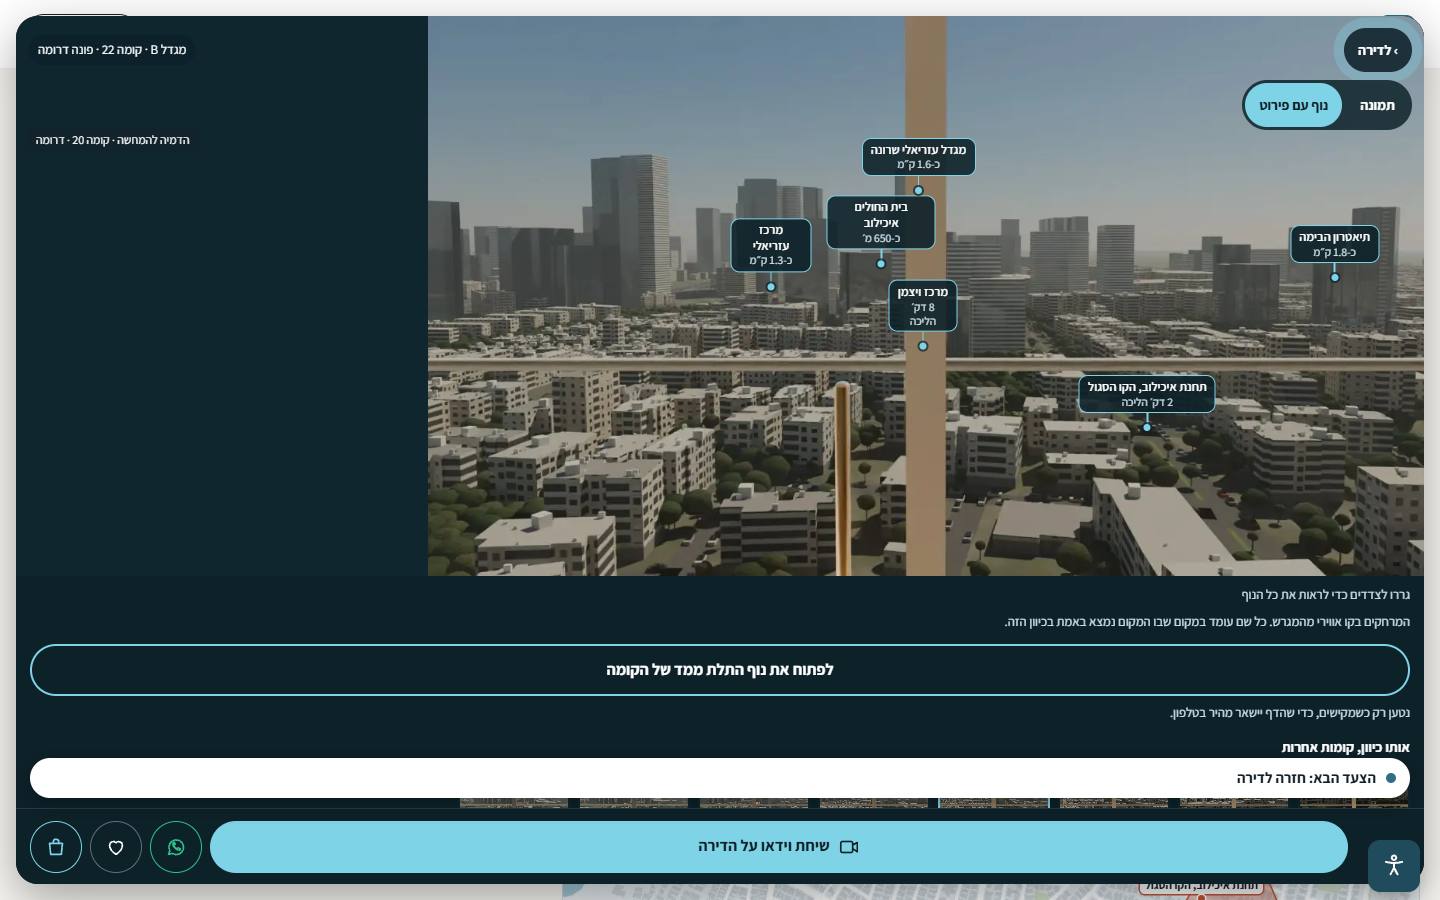 ‹ לדירה
מגדל B · קומה 22 · פונה דרומה
תמונה
נוף עם פירוט
הדמיה להמחשה · קומה 20 · דרומה
מגדל עזריאלי שרונה
כ-1.6 ק״מ
בית החולים
איכילוב
כ-650 מ׳
מרכז
עזריאלי
כ-1.3 ק״מ
תיאטרון הבימה
כ-1.8 ק״מ
מרכז ויצמן
8 דק׳
הליכה
תחנת איכילוב, הקו הסגול
2 דק׳ הליכה
גררו לצדדים כדי לראות את כל הנוף
המרחקים בקו אווירי מהמגרש. כל שם עומד במקום שבו המקום נמצא באמת בכיוון הזה.
לפתוח את נוף התלת ממד של הקומה
נטען רק כשמקישים, כדי שהדף יישאר מהיר בטלפון.
אותו כיוון, קומות אחרות
הצעד הבא: חזרה לדירה
שיחת וידאו על הדירה
תחנת איכילוב, הקו הסגול